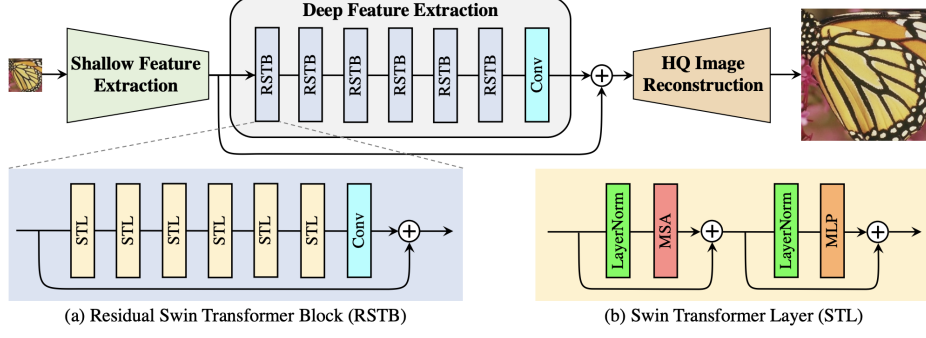 Deep Feature Extraction
Shallow Feature
Extraction
RSTB
RSTB
RSTB
RSTB
RSTB
RSTB
Conv
+
HQ Image
Reconstruction
STL
STL
STL
STL
STL
STL
Conv
+
LayerNorm
MSA
+
LayerNorm
MLP
+
(a) Residual Swin Transformer Block (RSTB)
(b) Swin Transformer Layer (STL)